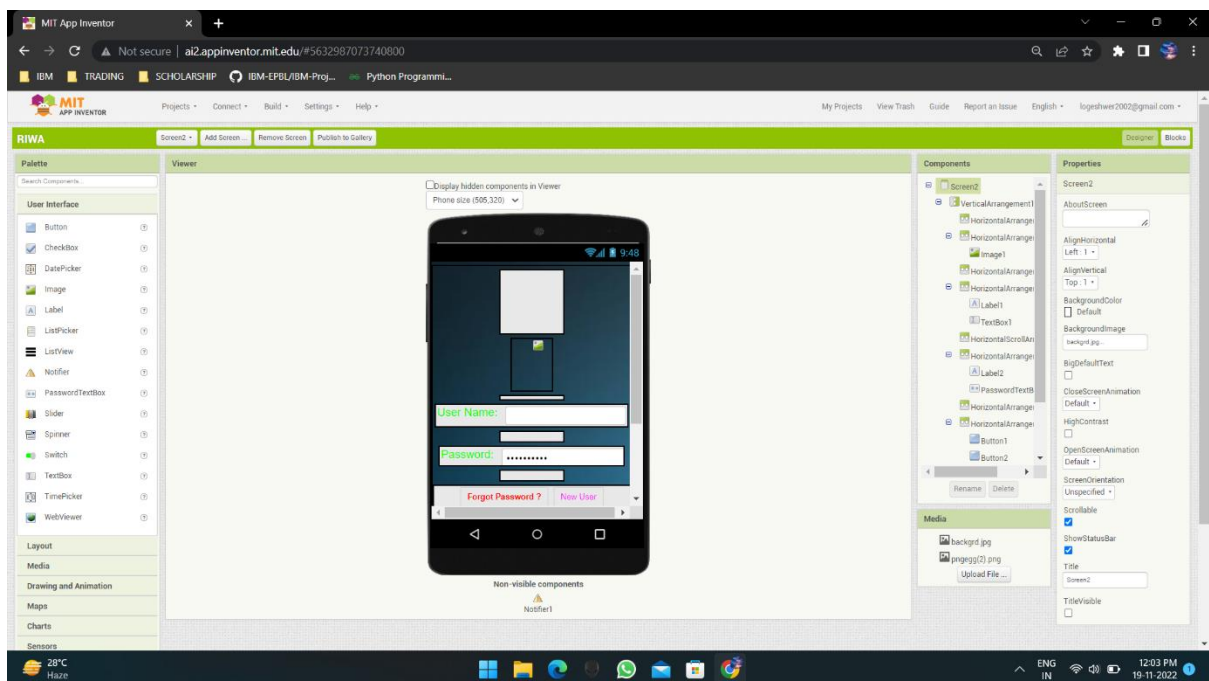 MIT App Inventor
Not secure | ai2.appinventor.mit.edu/#5632987073740800
IBM TRADING SCHOLARSHIP IBM-EPBL/IBM-Proj... Python Programmi...
MIT APP INVENTOR Projects Connect Build Settings Help My Projects View Trash Guide Report an Issue English logeshwer2002@gmail.com
RIWA Screen2 Add Screen ... Remove Screen Publish to Gallery Designer Blocks
Palette
Search Components...
User Interface
Button
CheckBox
DatePicker
Image
Label
ListPicker
ListView
Notifier
PasswordTextBox
Slider
Spinner
Switch
TextBox
TimePicker
WebViewer
Layout
Media
Drawing and Animation
Maps
Charts
Sensors
Viewer
Display hidden components in Viewer
Phone size (505,320)
9:48
User Name:
Password: ••••••••••
Forgot Password ? New User
Non-visible components
Notifier1
Components
Screen2
VerticalArrangement1
HorizontalArranger
HorizontalArranger
Image1
HorizontalArranger
HorizontalArranger
Label1
TextBox1
HorizontalScrollArr
HorizontalArranger
Label2
PasswordTextB
HorizontalArranger
HorizontalArranger
Button1
Button2
Rename Delete
Media
backgrd.jpg
pngegg(2).png
Upload File ...
Properties
Screen2
AboutScreen
AlignHorizontal
Left : 1
AlignVertical
Top : 1
BackgroundColor
Default
BackgroundImage
backgrd.jpg...
BigDefaultText
CloseScreenAnimation
Default
HighContrast
OpenScreenAnimation
Default
ScreenOrientation
Unspecified
Scrollable
ShowStatusBar
Title
Screen2
TitleVisible
28°C
Haze
ENG
IN
12:03 PM
19-11-2022
1